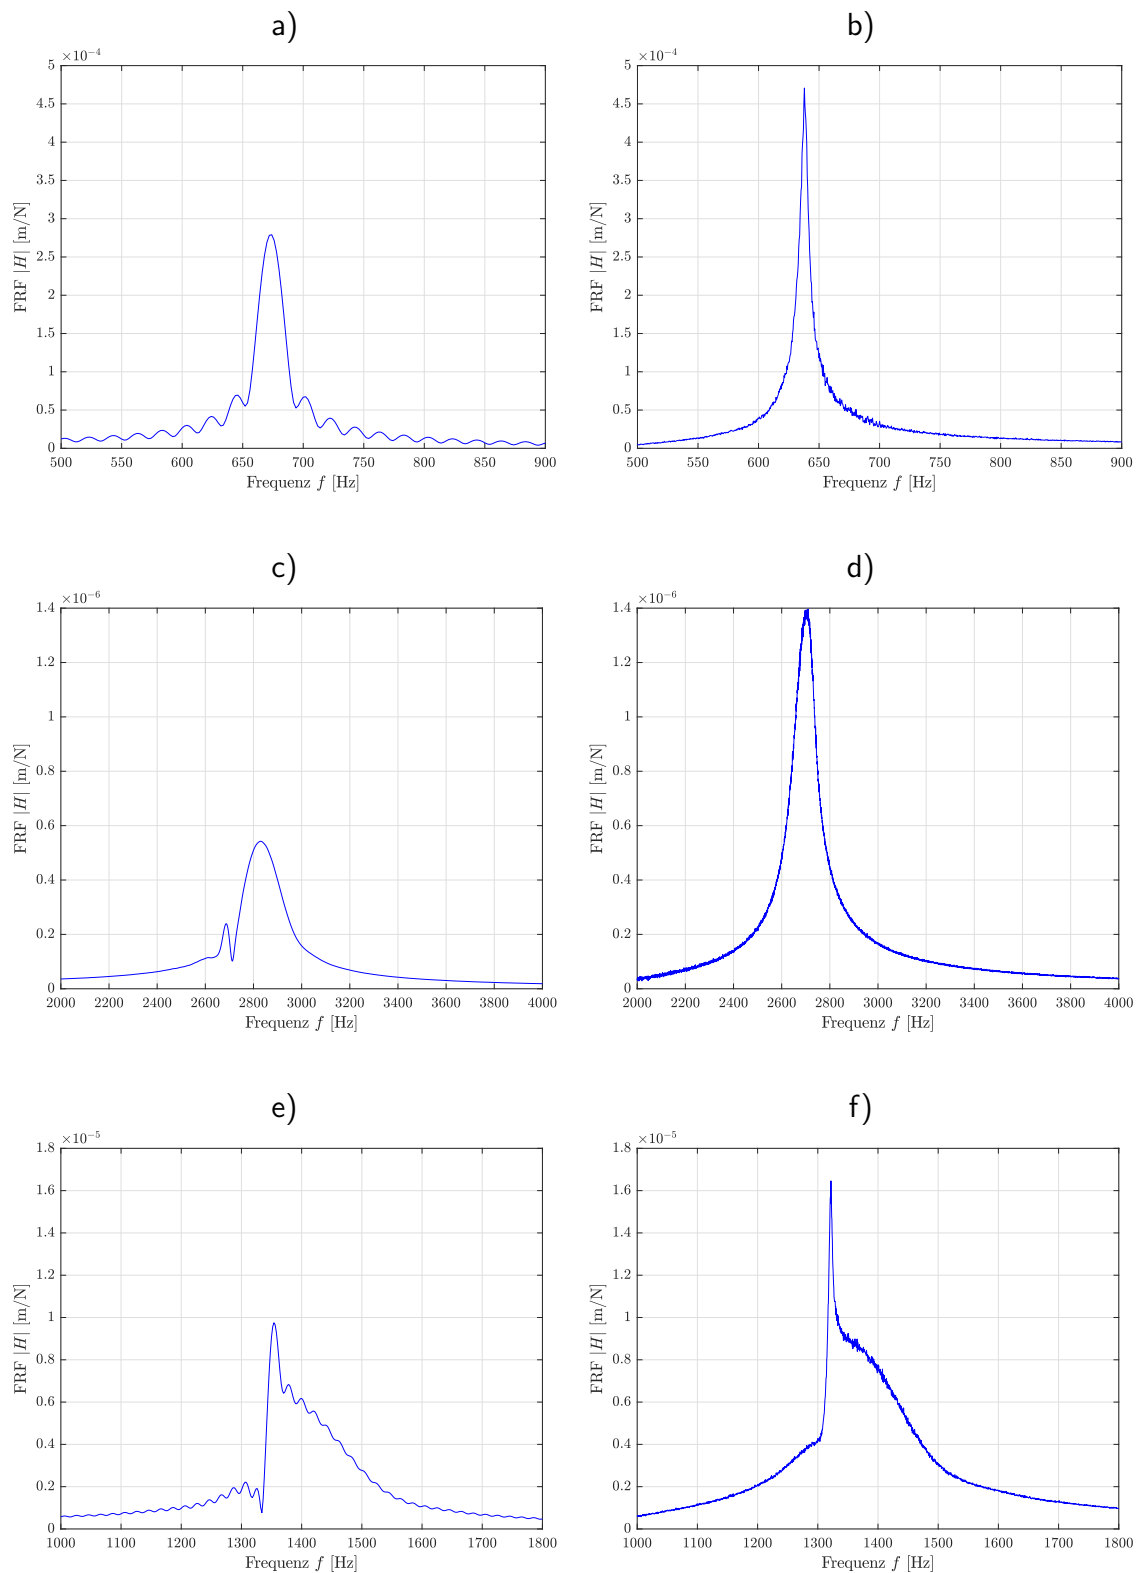 a)
×10⁻⁴
5
4.5
4
3.5
3
2.5
2
1.5
1
0.5
0
FRF |H| [m/N]
500 550 600 650 700 750 800 850 900
Frequenz f [Hz]
b)
×10⁻⁴
5
4.5
4
3.5
3
2.5
2
1.5
1
0.5
0
FRF |H| [m/N]
500 550 600 650 700 750 800 850 900
Frequenz f [Hz]
c)
×10⁻⁶
1.4
1.2
1
0.8
0.6
0.4
0.2
0
FRF |H| [m/N]
2000 2200 2400 2600 2800 3000 3200 3400 3600 3800 4000
Frequenz f [Hz]
d)
×10⁻⁶
1.4
1.2
1
0.8
0.6
0.4
0.2
0
FRF |H| [m/N]
2000 2200 2400 2600 2800 3000 3200 3400 3600 3800 4000
Frequenz f [Hz]
e)
×10⁻⁵
1.8
1.6
1.4
1.2
1
0.8
0.6
0.4
0.2
0
FRF |H| [m/N]
1000 1100 1200 1300 1400 1500 1600 1700 1800
Frequenz f [Hz]
f)
×10⁻⁵
1.8
1.6
1.4
1.2
1
0.8
0.6
0.4
0.2
0
FRF |H| [m/N]
1000 1100 1200 1300 1400 1500 1600 1700 1800
Frequenz f [Hz]